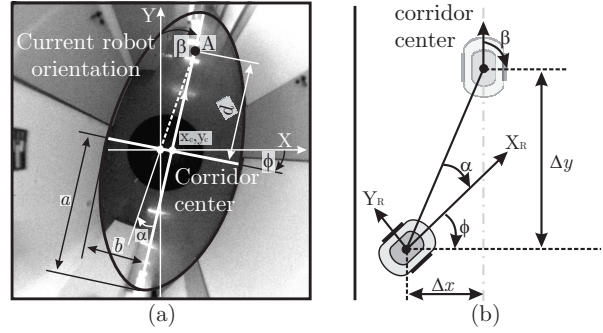 Y
Current robot
orientation
β
A
d
x_c,y_c
X
ϕ
Corridor
center
a
b
α
(a)
corridor
center
β
X_R
α
Δy
Y_R
ϕ
Δx
(b)